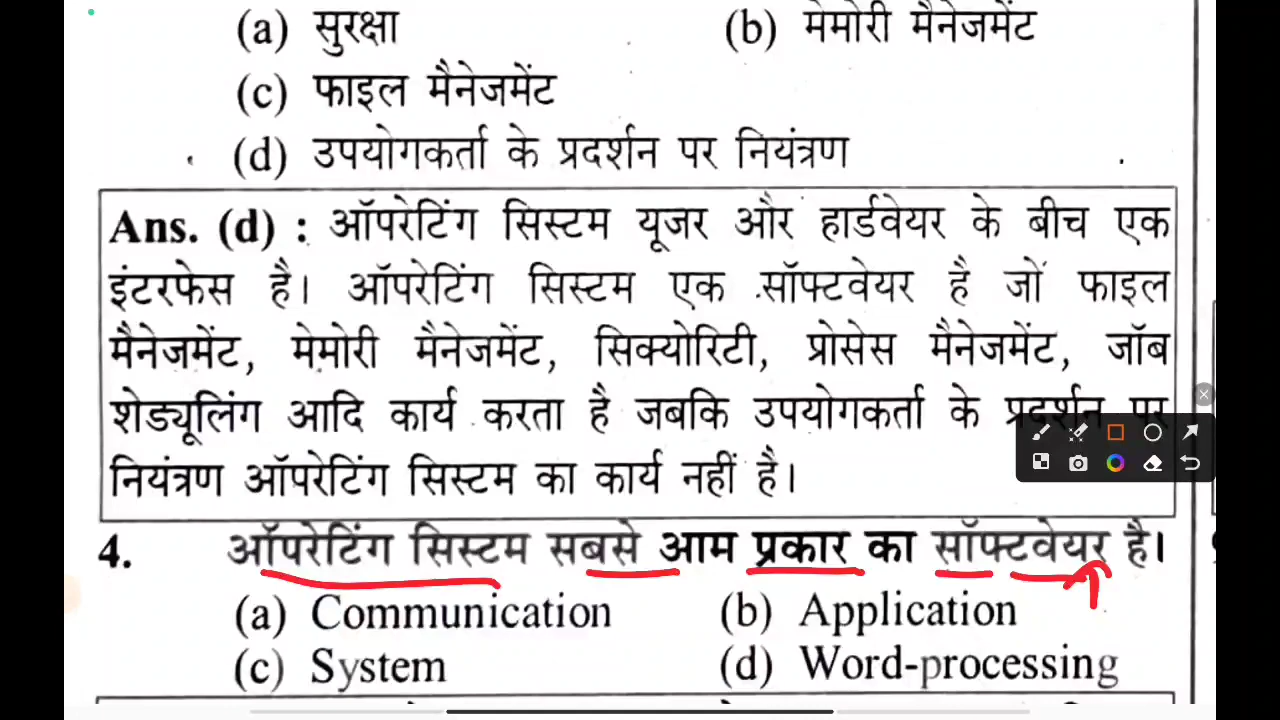 (a) सुरक्षा (b) मेमोरी मैनेजमेंट
(c) फाइल मैनेजमेंट
(d) उपयोगकर्ता के प्रदर्शन पर नियंत्रण
Ans. (d) : ऑपरेटिंग सिस्टम यूजर और हार्डवेयर के बीच एक
इंटरफेस है। ऑपरेटिंग सिस्टम एक सॉफ्टवेयर है जों फाइल
मैनेजमेंट, मेमोरी मैनेजमेंट, सिक्योरिटी, प्रोसेस मैनेजमेंट, जॉब
शेड्यूलिंग आदि कार्य करता है जबकि उपयोगकर्ता के प्रदर्शन पर
नियंत्रण ऑपरेटिंग सिस्टम का कार्य नहीं है।
4. ऑपरेटिंग सिस्टम सबसे आम प्रकार का सॉफ्टवेयर है।
(a) Communication (b) Application
(c) System (d) Word-processing